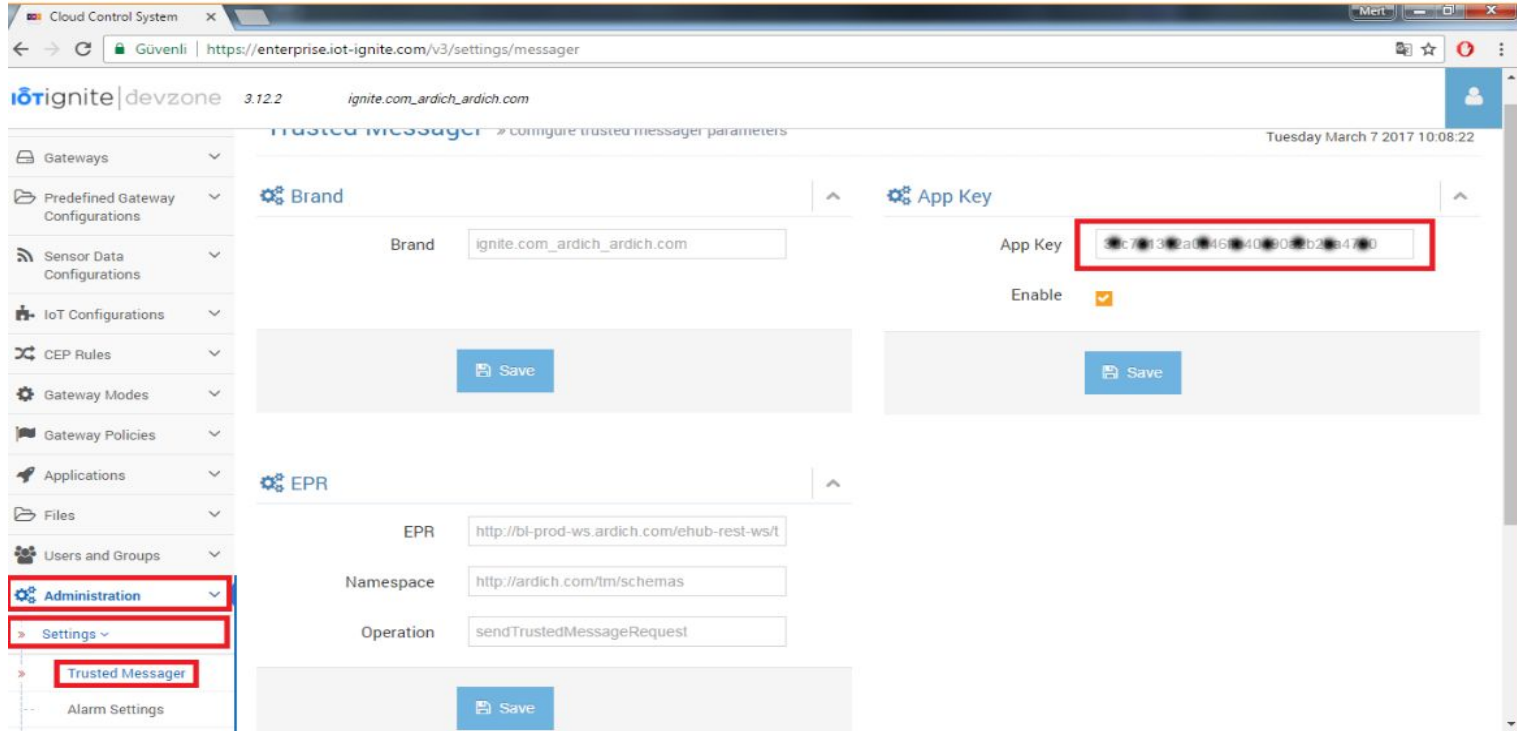 Cloud Control System
Mert
Güvenli
https://enterprise.iot-ignite.com/v3/settings/messager
ıôтignite|devzone
3.12.2
ignite.com_ardich_ardich.com
Trusted Messager » configure trusted messager parameters
Tuesday March 7 2017 10:08:22
Gateways
Predefined Gateway
Configurations
Sensor Data
Configurations
IoT Configurations
CEP Rules
Gateway Modes
Gateway Policies
Applications
Files
Users and Groups
Administration
» Settings
» Trusted Messager
Alarm Settings
Brand
Brand
ignite.com_ardich_ardich.com
Save
App Key
App Key
Enable
Save
EPR
EPR
http://bl-prod-ws.ardich.com/ehub-rest-ws/t
Namespace
http://ardich.com/tm/schemas
Operation
sendTrustedMessageRequest
Save